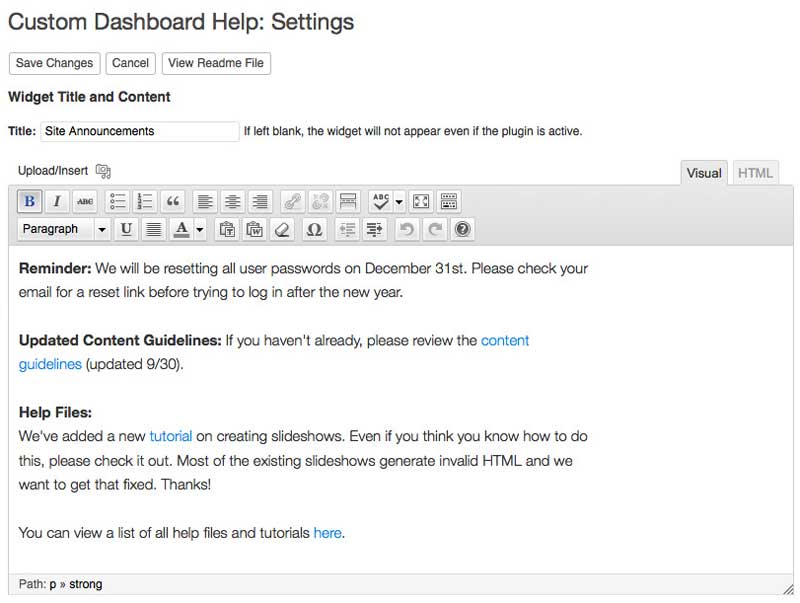 Custom Dashboard Help: Settings
Save Changes Cancel View Readme File
Widget Title and Content
Title: Site Announcements If left blank, the widget will not appear even if the plugin is active.
Upload/Insert Visual HTML
B I ABC “ ABC
Paragraph U A T W Ω ?
Reminder: We will be resetting all user passwords on December 31st. Please check your
email for a reset link before trying to log in after the new year.
Updated Content Guidelines: If you haven't already, please review the content
guidelines (updated 9/30).
Help Files:
We've added a new tutorial on creating slideshows. Even if you think you know how to do
this, please check it out. Most of the existing slideshows generate invalid HTML and we
want to get that fixed. Thanks!
You can view a list of all help files and tutorials here.
Path: p » strong